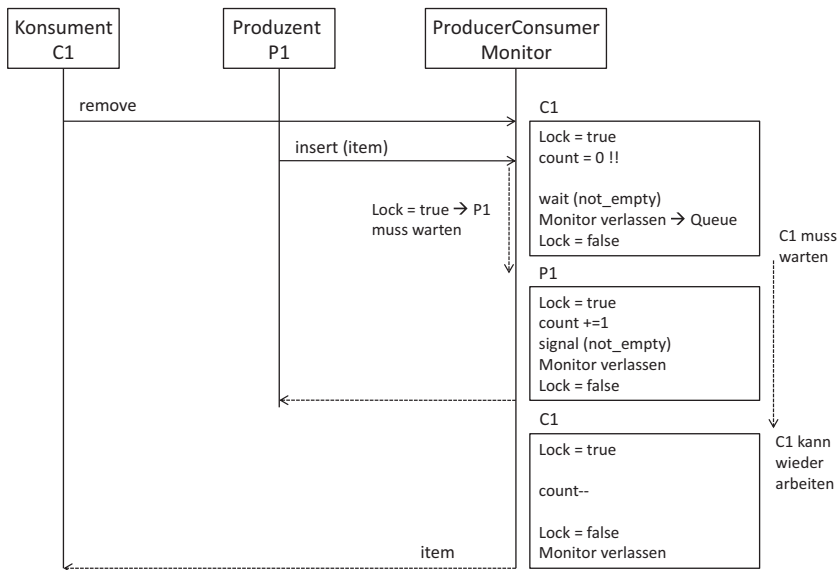 Konsument
C1
Produzent
P1
ProducerConsumer
Monitor
remove
C1
Lock = true
count = 0 !!
insert (item)
Lock = true → P1
muss warten
wait (not_empty)
Monitor verlassen → Queue
Lock = false
C1 muss
warten
P1
Lock = true
count +=1
signal (not_empty)
Monitor verlassen
Lock = false
C1
Lock = true
count--
Lock = false
Monitor verlassen
C1 kann
wieder
arbeiten
item